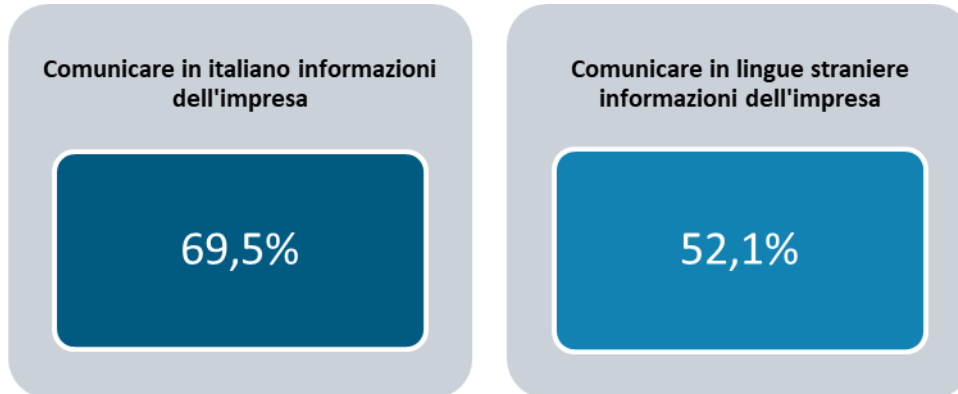 Comunicare in italiano informazioni
dell'impresa
69,5%
Comunicare in lingue straniere
informazioni dell'impresa
52,1%